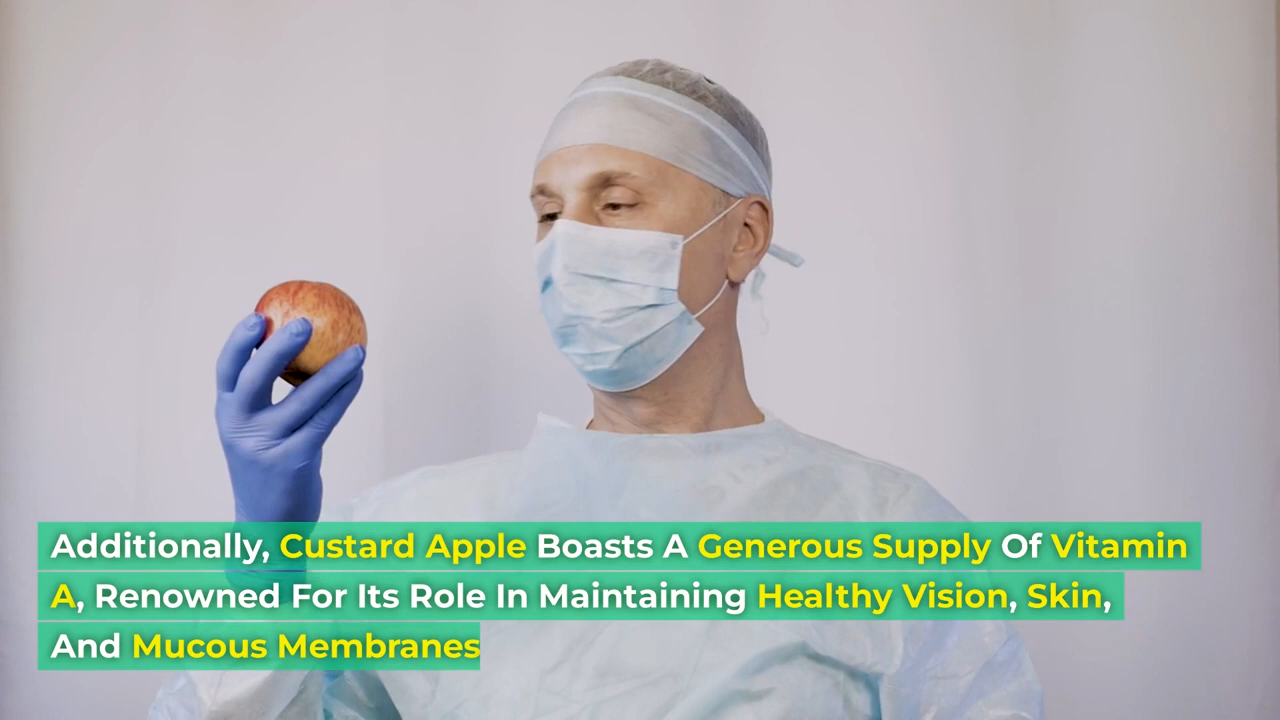 Additionally, Custard Apple Boasts A Generous Supply Of Vitamin
A, Renowned For Its Role In Maintaining Healthy Vision, Skin,
And Mucous Membranes